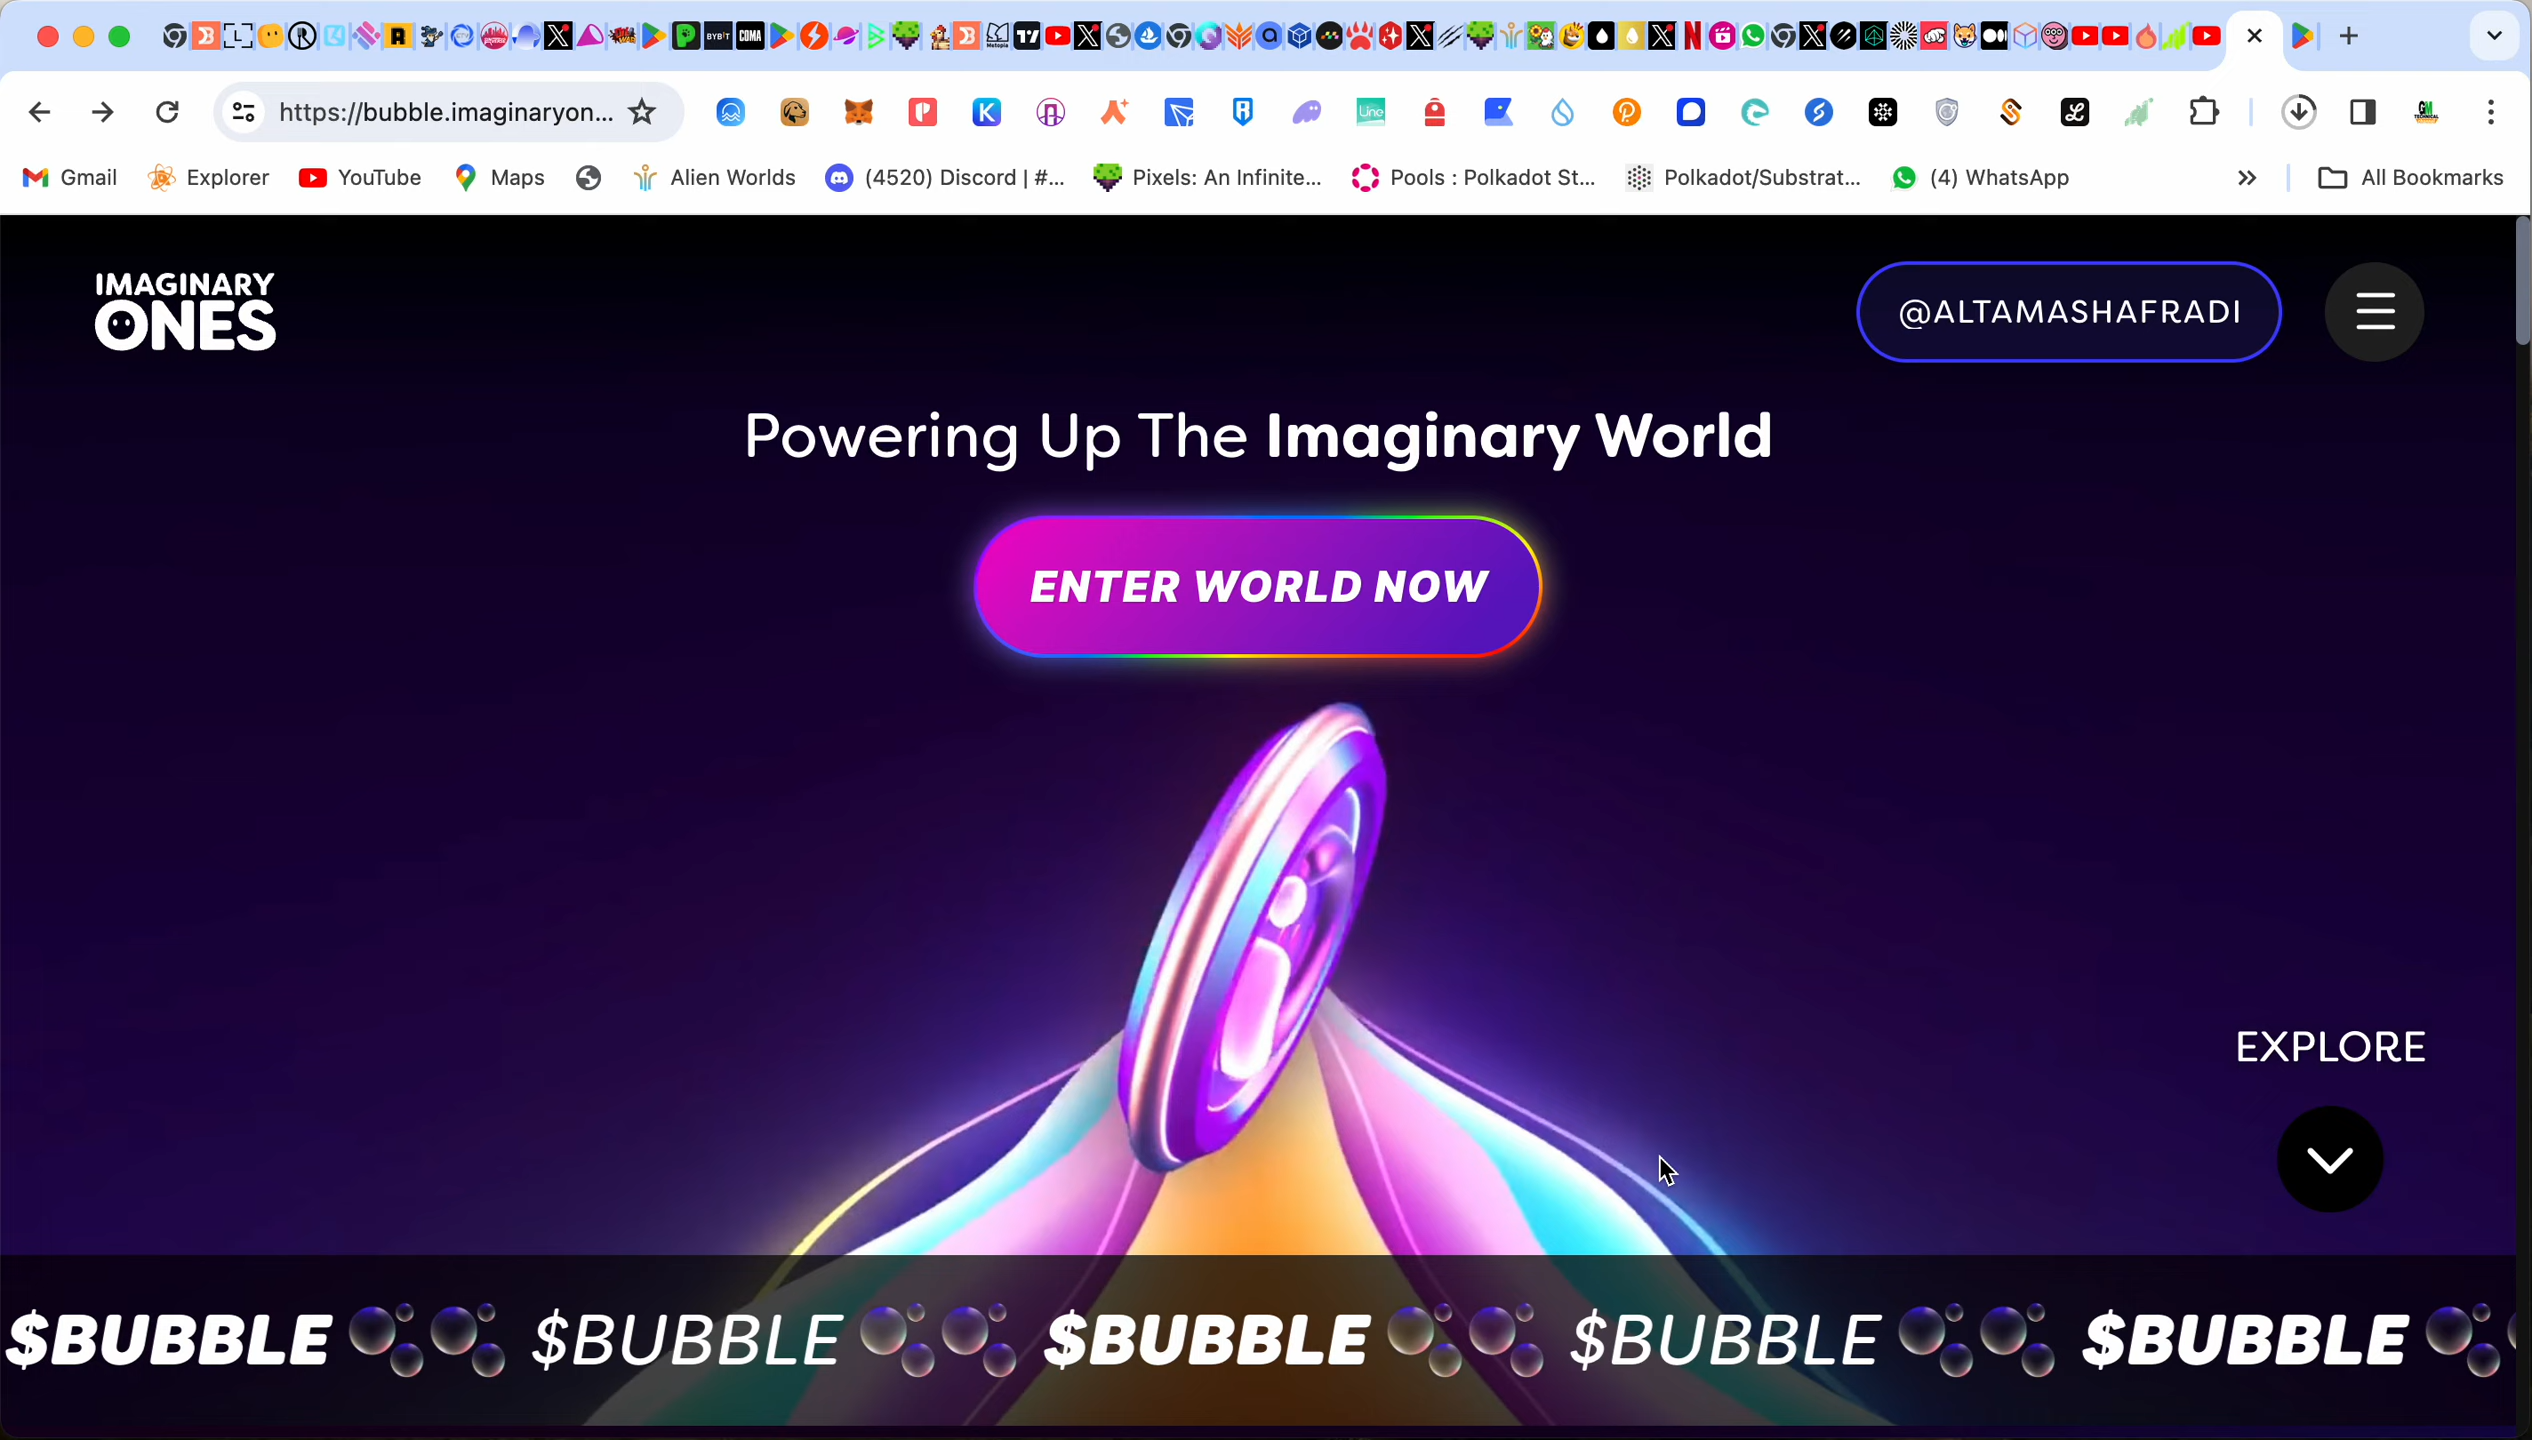 BYBIT
COMA
https://bubble.imaginaryon...
Gmail
Explorer
YouTube
Maps
Alien Worlds
(4520) Discord | #...
Pixels: An Infinite...
Pools : Polkadot St...
Polkadot/Substrat...
(4) WhatsApp
All Bookmarks
IMAGINARY
ONES
@ALTAMASHAFRADI
Powering Up The Imaginary World
ENTER WORLD NOW
EXPLORE
$BUBBLE $BUBBLE $BUBBLE $BUBBLE $BUBBLE